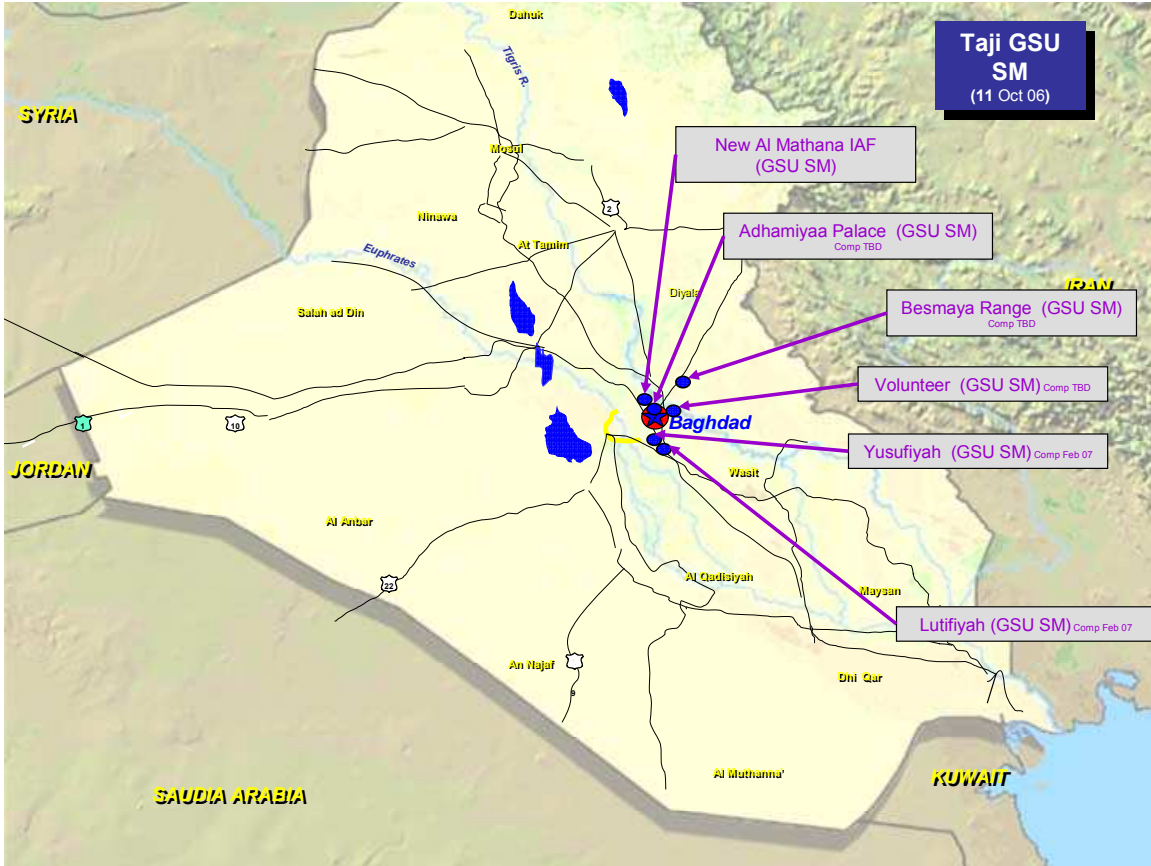 Dahuk
Taji GSU
SM
(11 Oct 06)
Tigris R.
SYRIA
New Al Mathana IAF
(GSU SM)
Mosul
2
Ninawa
Adhamiyaa Palace (GSU SM)
Comp TBD
At Tamim
Euphrates
IRAN
Diyala
Besmaya Range (GSU SM)
Comp TBD
Salah ad Din
Volunteer (GSU SM) Comp TBD
1
10
Baghdad
Yusufiyah (GSU SM) Comp Feb 07
JORDAN
Wasit
Al Anbar
22
Al Qadisiyah
Maysan
Lutifiyah (GSU SM) Comp Feb 07
An Najaf
9
Dhi Qar
Al Muthanna'
KUWAIT
SAUDIA ARABIA